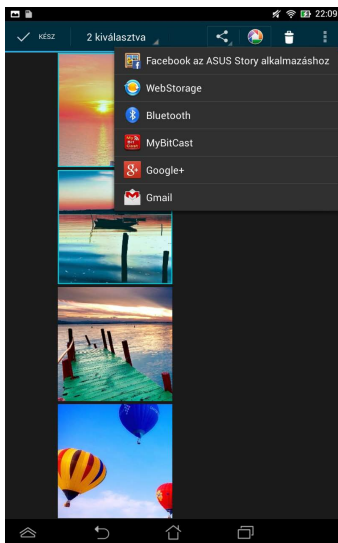 22:09
KÉSZ
2 kiválasztva
Facebook az ASUS Story alkalmazáshoz
WebStorage
Bluetooth
MyBitCast
Google+
Gmail